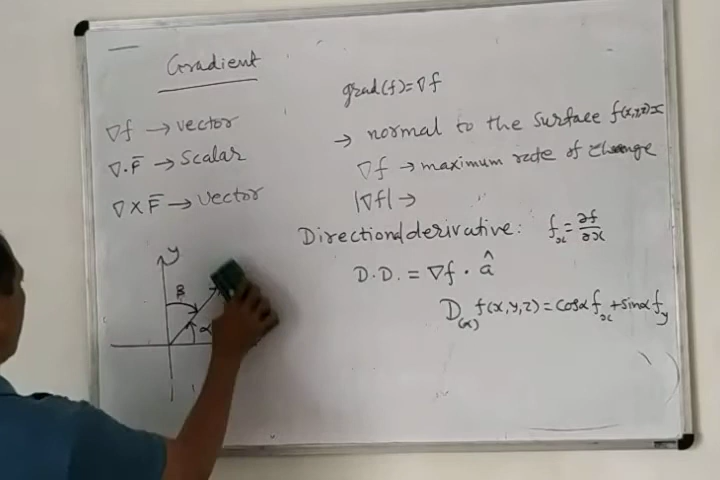 Gradient
∇f → vector
∇.F̄ → Scalar
∇×F̄ → vector
grad(f)=∇f
→ normal to the surface
∇f → maximum rate of change
|∇f| →
Directional derivative: f_x = ∂f/∂x
D.D. = ∇f · â
D_(α) f(x,y,z) = cosα f_x + sinα f_y
y
β
α